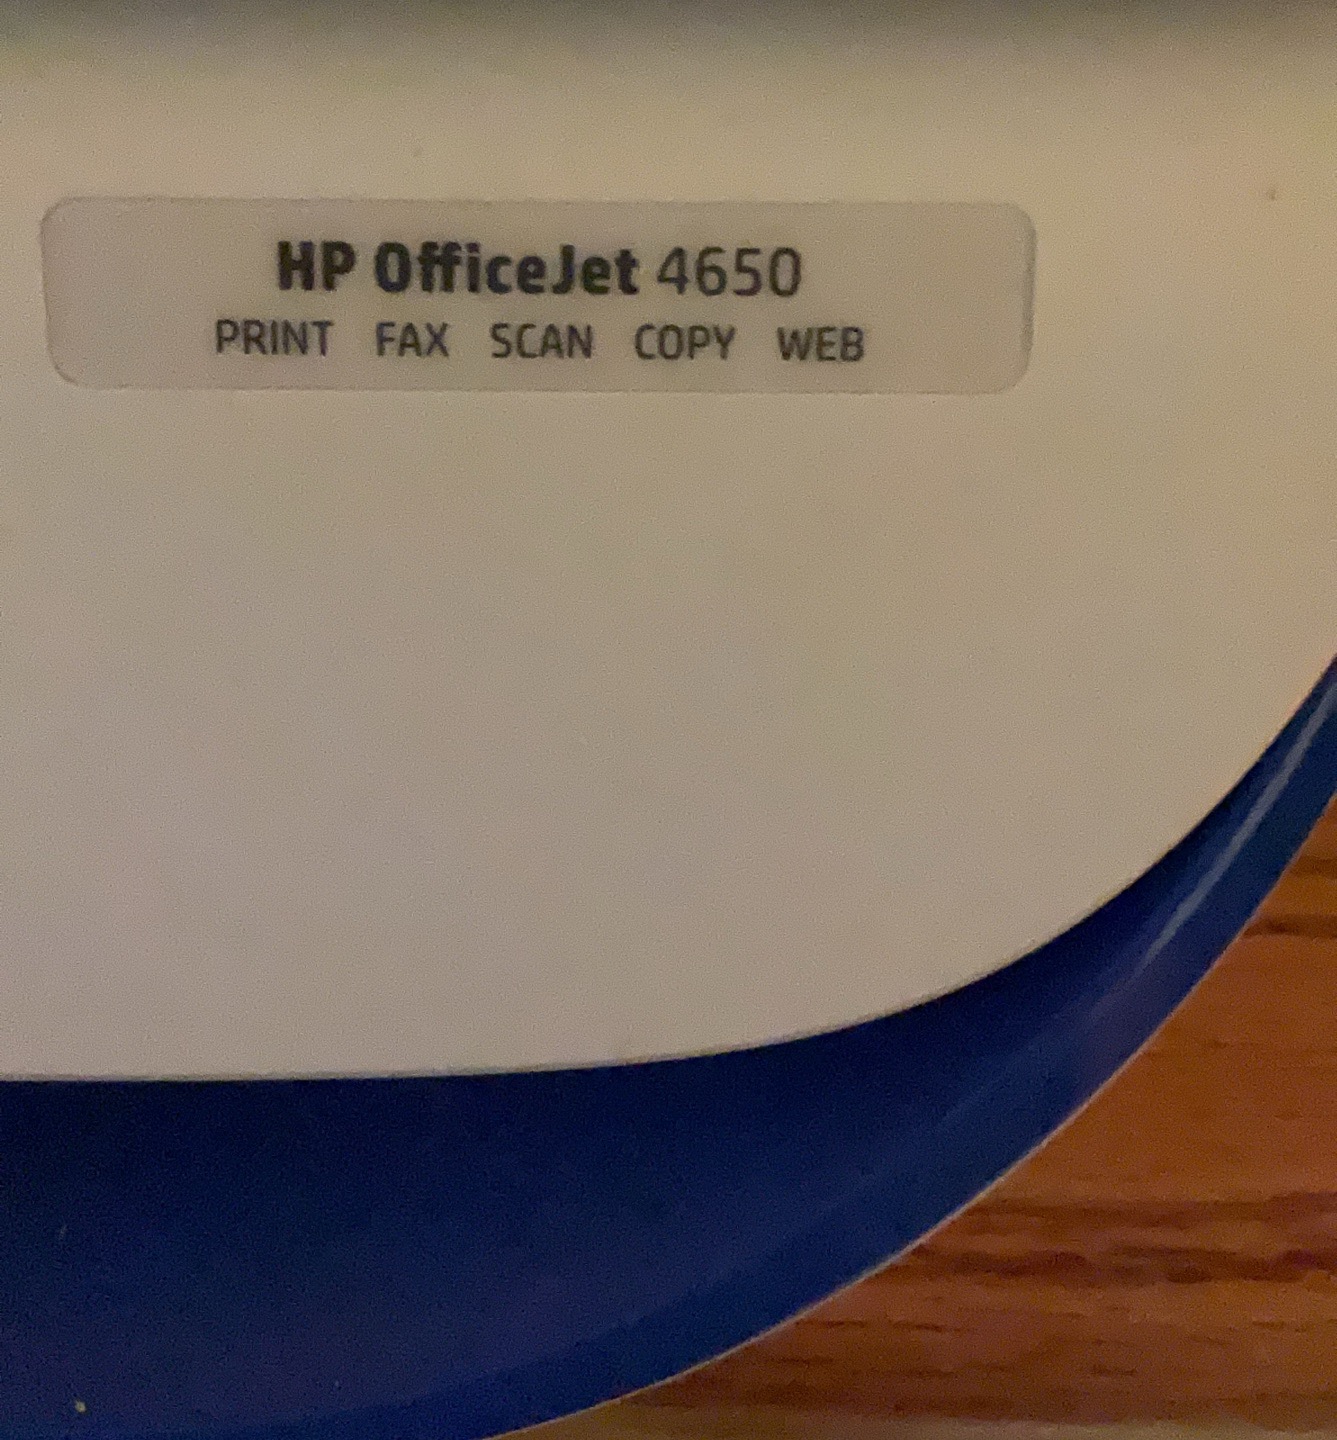 HP OfficeJet 4650
PRINT FAX SCAN COPY WEB